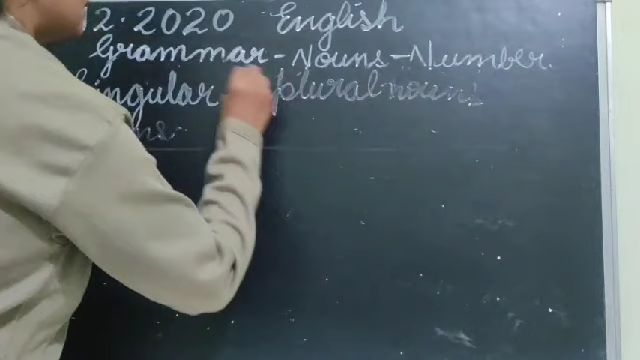 12.2020 English
Grammar-Nouns-Number.
Singular plural nouns